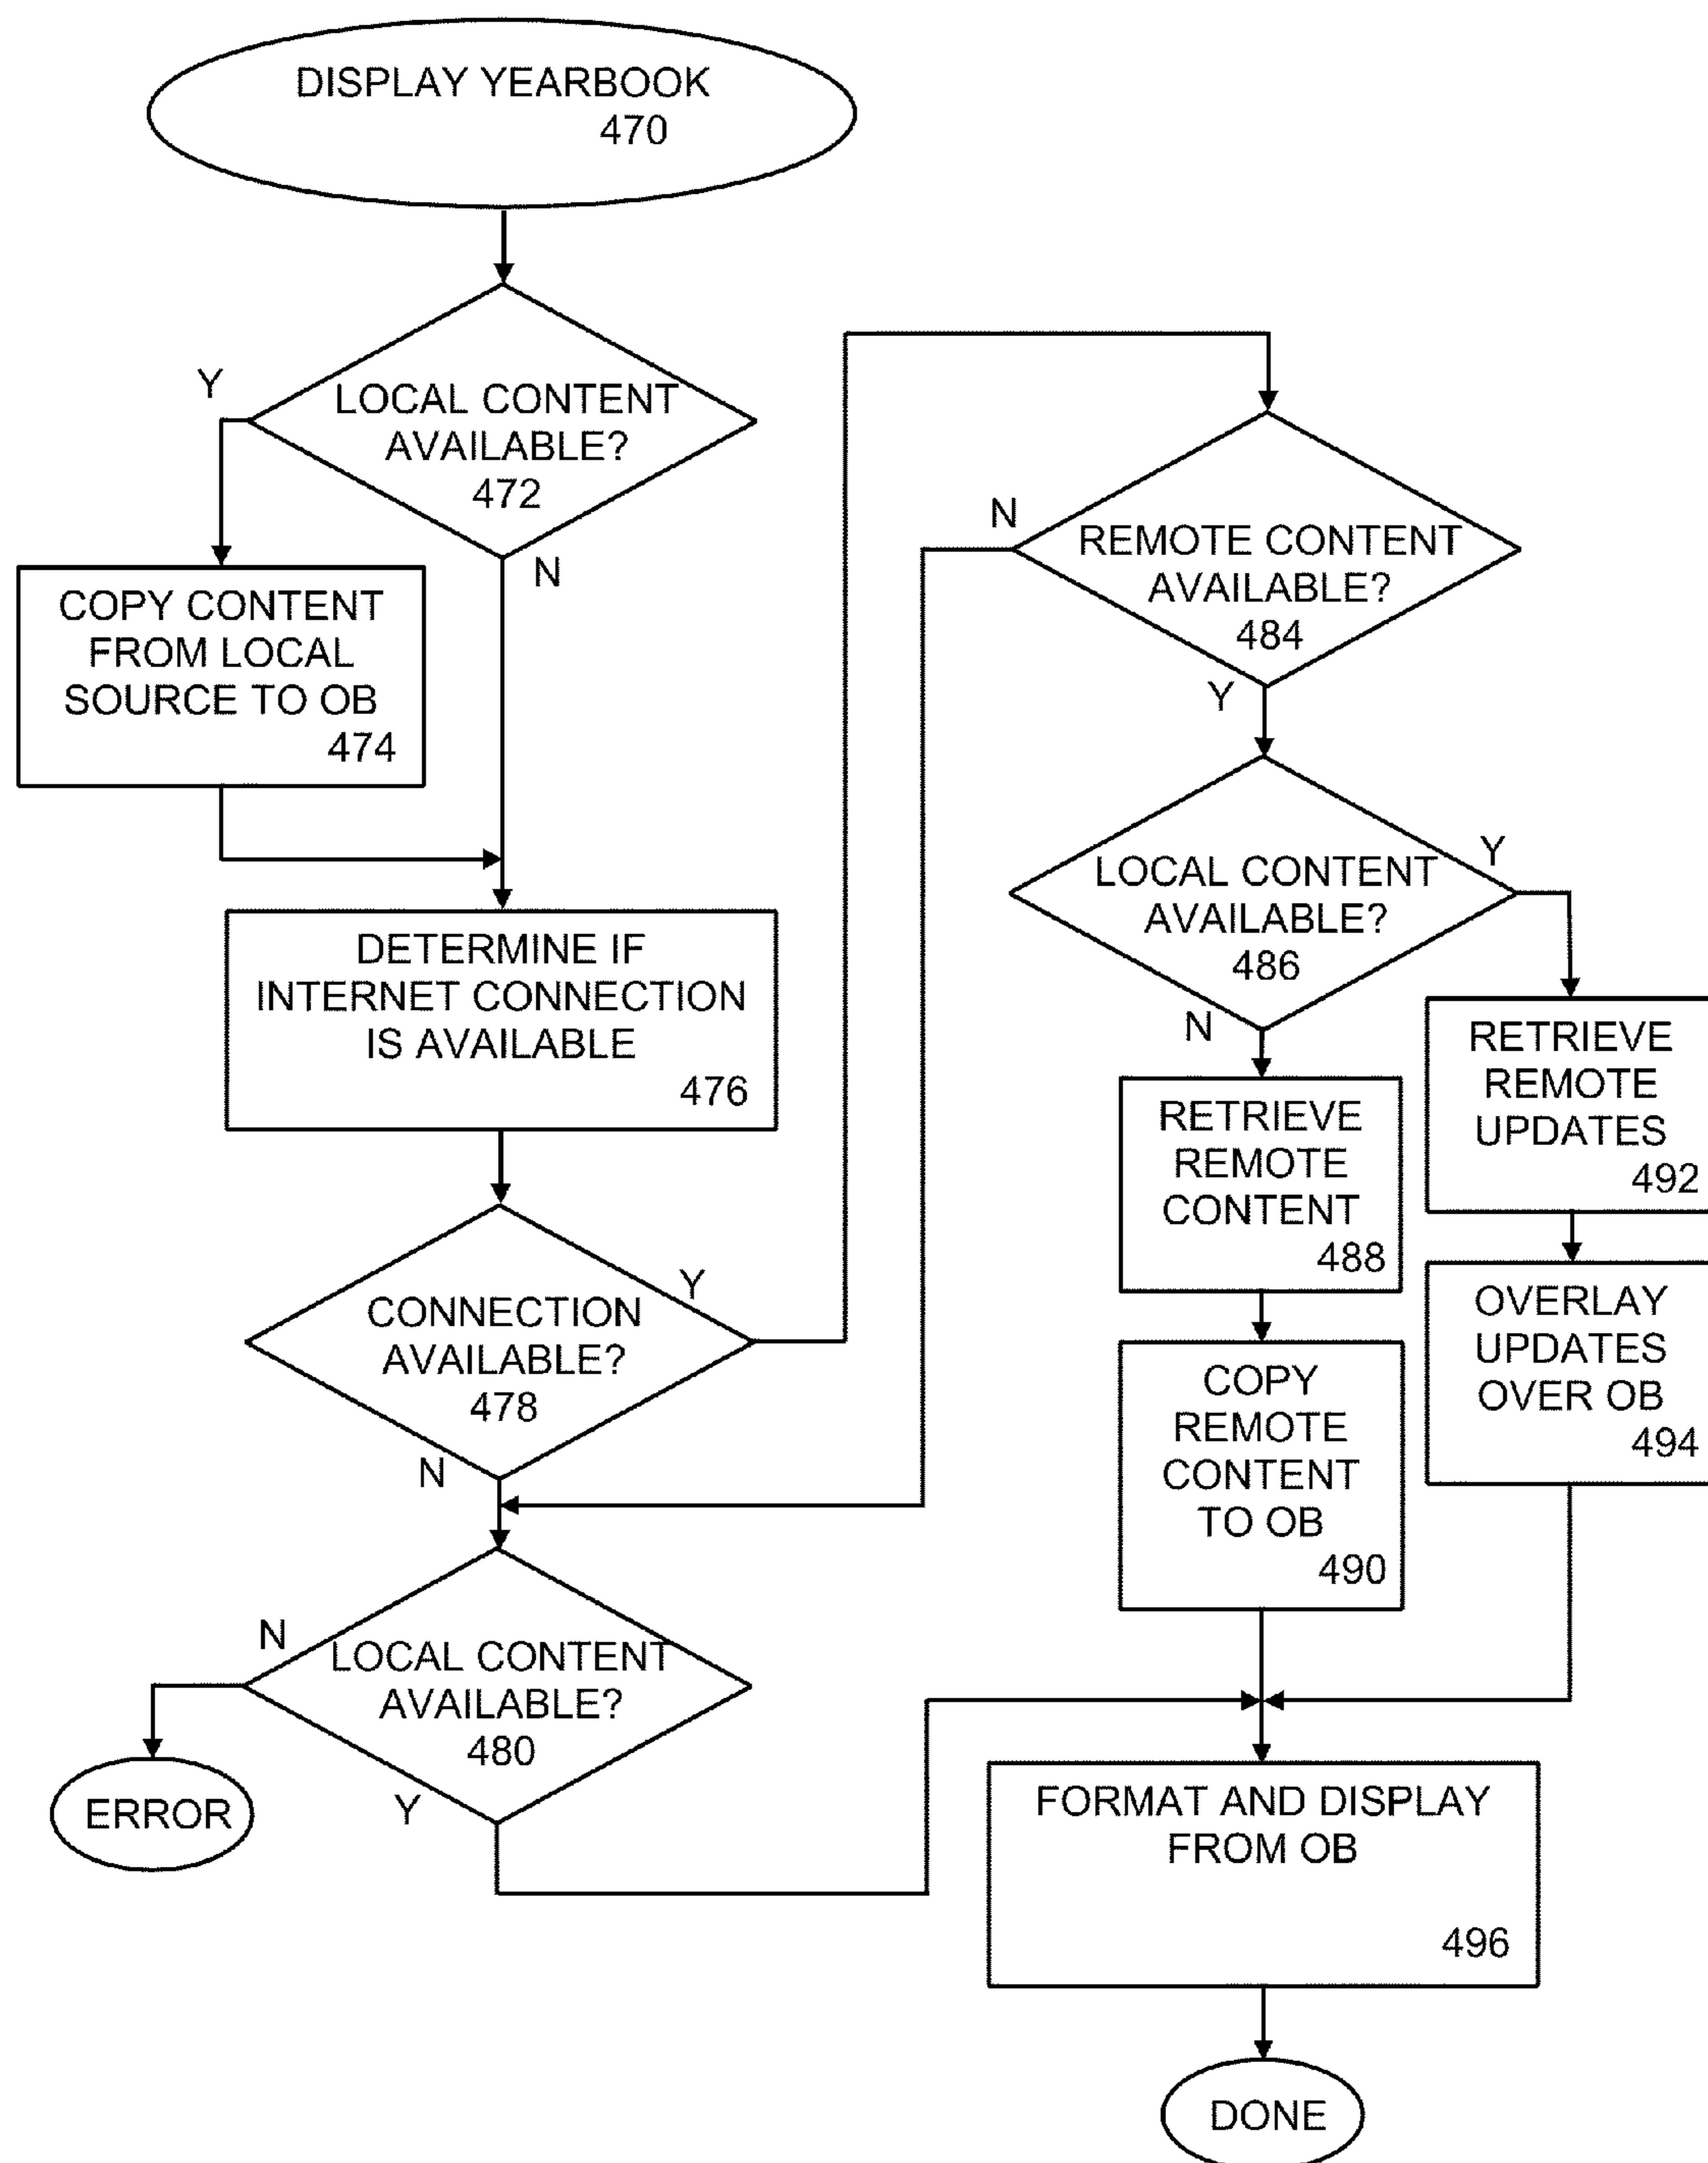 DISPLAY YEARBOOK
470
Y
LOCAL CONTENT
AVAILABLE?
472
N
COPY CONTENT
FROM LOCAL
SOURCE TO OB
474
DETERMINE IF
INTERNET CONNECTION
IS AVAILABLE
476
Y
CONNECTION
AVAILABLE?
478
N
N
LOCAL CONTENT
AVAILABLE?
480
Y
ERROR
N
REMOTE CONTENT
AVAILABLE?
484
Y
LOCAL CONTENT
AVAILABLE?
486
Y
N
RETRIEVE
REMOTE
CONTENT
488
COPY
REMOTE
CONTENT
TO OB
490
RETRIEVE
REMOTE
UPDATES
492
OVERLAY
UPDATES
OVER OB
494
FORMAT AND DISPLAY
FROM OB
496
DONE